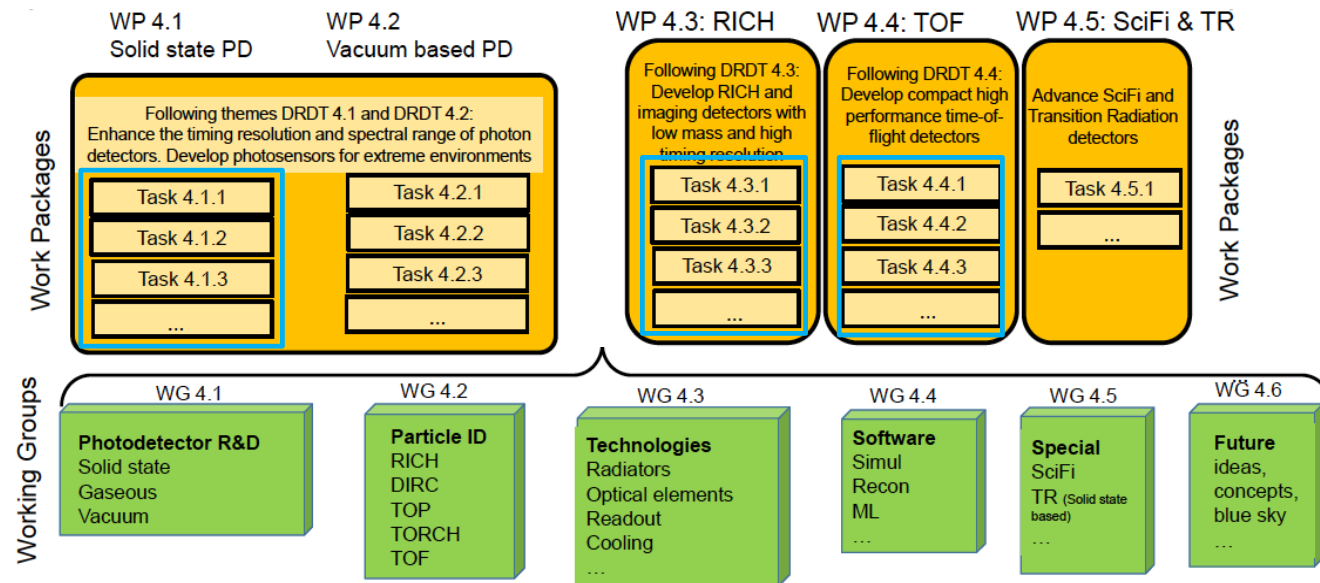 WP 4.1
Solid state PD
WP 4.2
Vacuum based PD
WP 4.3: RICH
WP 4.4: TOF
WP 4.5: SciFi & TR
Work Packages
Following themes DRDT 4.1 and DRDT 4.2:
Enhance the timing resolution and spectral range of photon
detectors. Develop photosensors for extreme environments
Task 4.1.1
Task 4.1.2
Task 4.1.3
...
Task 4.2.1
Task 4.2.2
Task 4.2.3
...
Following DRDT 4.3:
Develop RICH and
imaging detectors with
low mass and high
timing resolution
Task 4.3.1
Task 4.3.2
Task 4.3.3
...
Following DRDT 4.4:
Develop compact high
performance time-of-
flight detectors
Task 4.4.1
Task 4.4.2
Task 4.4.3
...
Advance SciFi and
Transition Radiation
detectors
Task 4.5.1
...
Work Packages
Working Groups
WG 4.1
Photodetector R&D
Solid state
Gaseous
Vacuum
WG 4.2
Particle ID
RICH
DIRC
TOP
TORCH
TOF
WG 4.3
Technologies
Radiators
Optical elements
Readout
Cooling
...
WG 4.4
Software
Simul
Recon
ML
...
WG 4.5
Special
SciFi
TR (Solid state
based)
...
WG 4.6
Future
ideas,
concepts,
blue sky
...